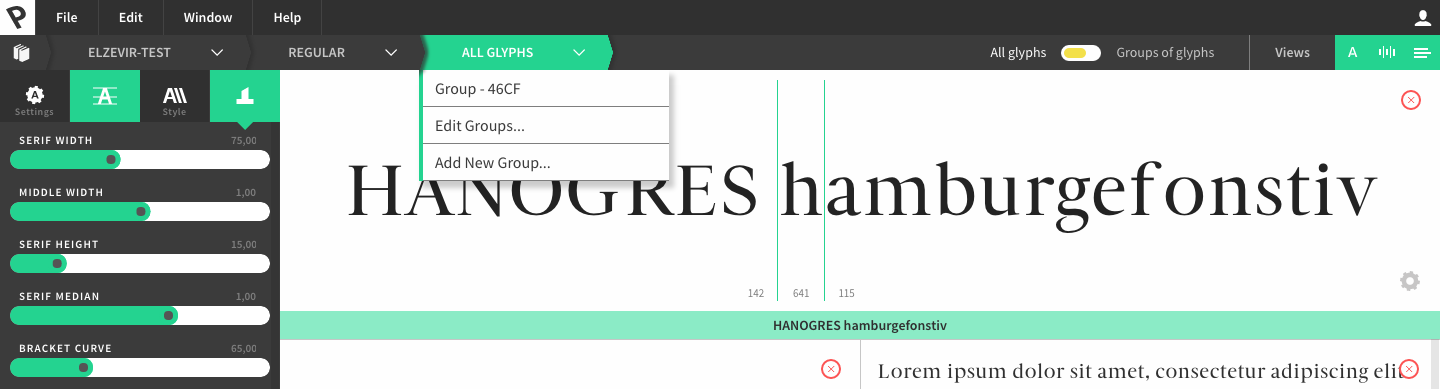 P File Edit Window Help
ELZEVIR-TEST REGULAR ALL GLYPHS All glyphs Groups of glyphs Views A
Settings A Style
Group - 46CF
Edit Groups...
Add New Group...
SERIF WIDTH 75,00
MIDDLE WIDTH 1,00
SERIF HEIGHT 15,00
SERIF MEDIAN 1,00
BRACKET CURVE 65,00
HANOGRES hamburgefonstiv
142 641 115
HANOGRES hamburgefonstiv
Lorem ipsum dolor sit amet, consectetur adipiscing elit